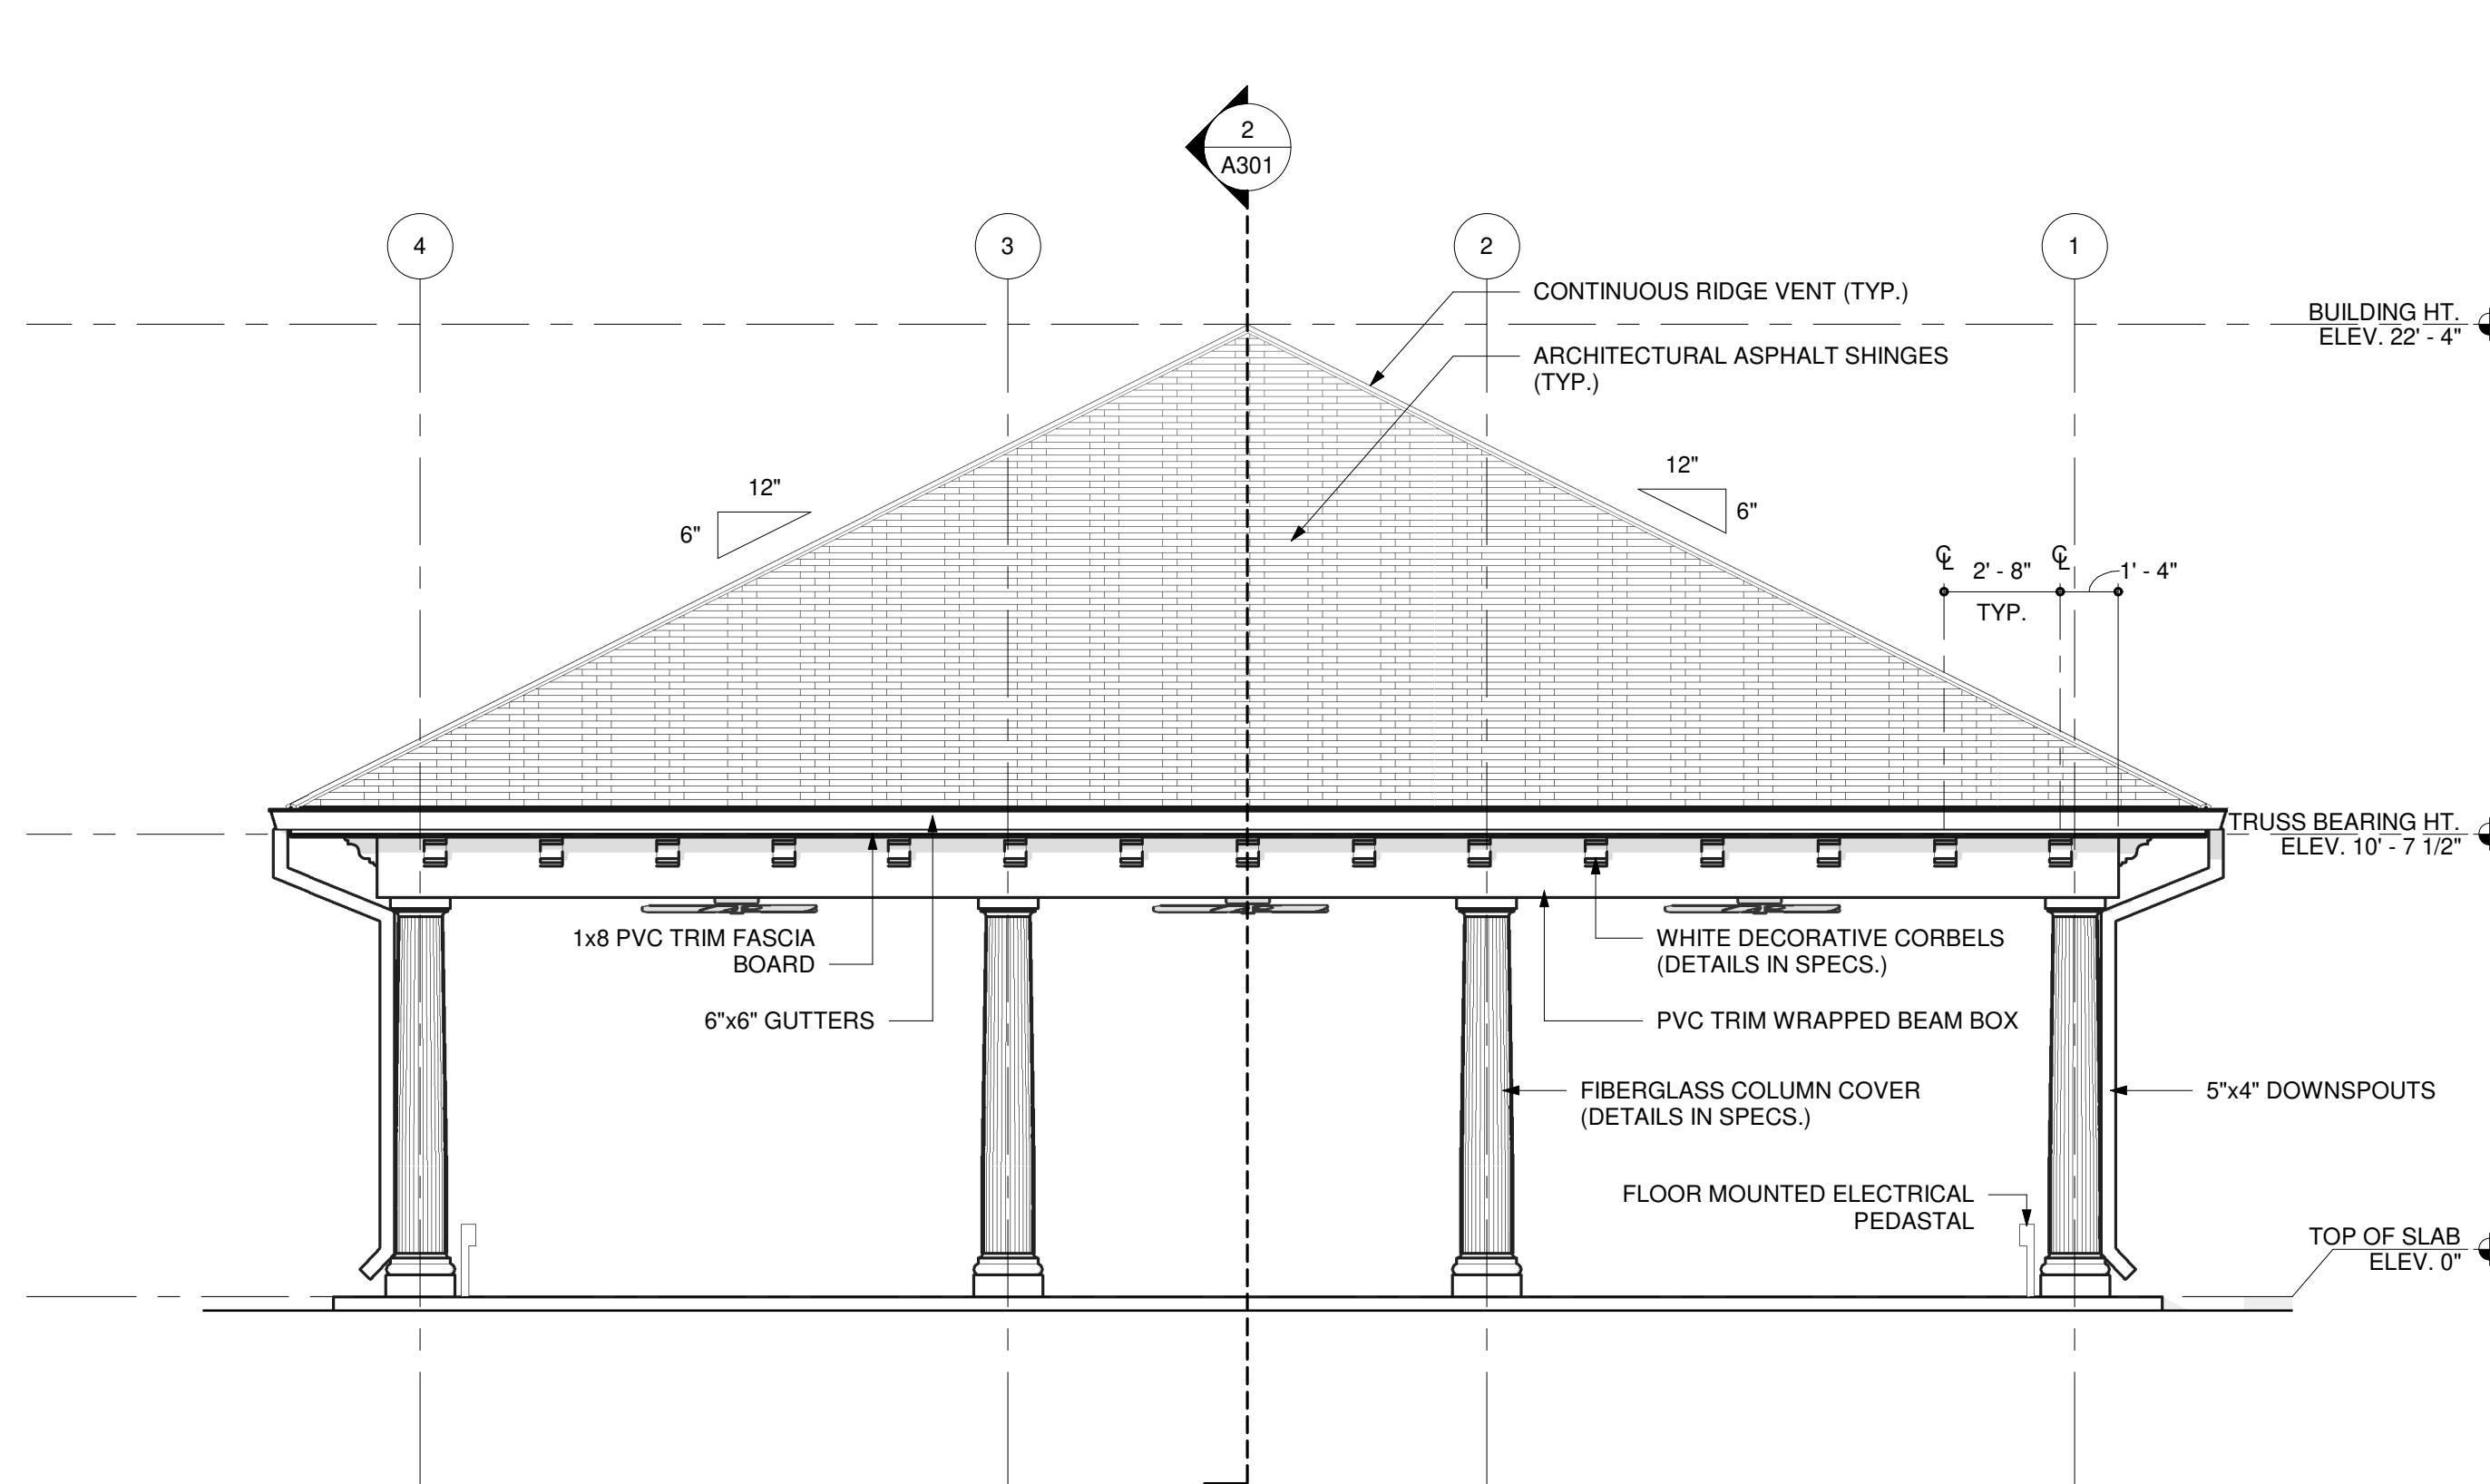 2
A301
4
3
2
1
CONTINUOUS RIDGE VENT (TYP.)
BUILDING HT.
ELEV. 22' - 4"
ARCHITECTURAL ASPHALT SHINGES
(TYP.)
12"
6"
12"
6"
℄
2' - 8"
℄
1' - 4"
TYP.
TRUSS BEARING HT.
ELEV. 10' - 7 1/2"
1x8 PVC TRIM FASCIA
BOARD
WHITE DECORATIVE CORBELS
(DETAILS IN SPECS.)
6"x6" GUTTERS
PVC TRIM WRAPPED BEAM BOX
FIBERGLASS COLUMN COVER
(DETAILS IN SPECS.)
5"x4" DOWNSPOUTS
FLOOR MOUNTED ELECTRICAL
PEDASTAL
TOP OF SLAB
ELEV. 0"